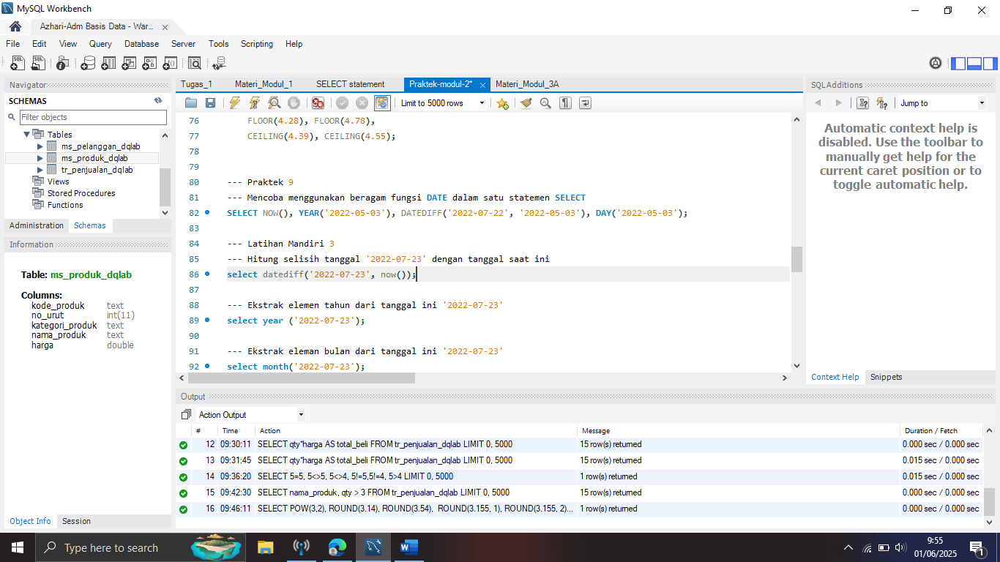 MySQL Workbench
Azhari-Adm Basis Data - War...
File Edit View Query Database Server Tools Scripting Help
Navigator
SCHEMAS
Filter objects
Tables
ms_pelanggan_dqlab
ms_produk_dqlab
tr_penjualan_dqlab
Views
Stored Procedures
Functions
Administration Schemas
Information
Table: ms_produk_dqlab
Columns:
kode_produk text
no_urut int(11)
kategori_produk text
nama_produk text
harga double
Object Info Session
Tugas_1 Materi_Modul_1 SELECT statement Praktek-modul-2* Materi_Modul_3A
Limit to 5000 rows
76 FLOOR(4.28), FLOOR(4.78),
77 CEILING(4.39), CEILING(4.55);
78
79
80 --- Praktek 9
81 --- Mencoba menggunakan beragam fungsi DATE dalam satu statemen SELECT
82 SELECT NOW(), YEAR('2022-05-03'), DATEDIFF('2022-07-22', '2022-05-03'), DAY('2022-05-03');
83
84 --- Latihan Mandiri 3
85 --- Hitung selisih tanggal '2022-07-23' dengan tanggal saat ini
86 select datediff('2022-07-23', now());
87
88 --- Ekstrak elemen tahun dari tanggal ini '2022-07-23'
89 select year ('2022-07-23');
90
91 --- Ekstrak eleman bulan dari tanggal ini '2022-07-23'
92 select month('2022-07-23');
SQLAdditions
Jump to
Automatic context help is
disabled. Use the toolbar to
manually get help for the
current caret position or to
toggle automatic help.
Context Help Snippets
Output
Action Output
# Time Action Message Duration / Fetch
12 09:30:11 SELECT qty*harga AS total_beli FROM tr_penjualan_dqlab LIMIT 0, 5000 15 row(s) returned 0.000 sec / 0.000 sec
13 09:31:45 SELECT qty*harga AS total_beli FROM tr_penjualan_dqlab LIMIT 0, 5000 15 row(s) returned 0.015 sec / 0.000 sec
14 09:36:20 SELECT 5=5, 5<>5, 5<>4, 5!=5,5!=4, 5>4 LIMIT 0, 5000 1 row(s) returned 0.015 sec / 0.000 sec
15 09:42:30 SELECT nama_produk, qty > 3 FROM tr_penjualan_dqlab LIMIT 0, 5000 15 row(s) returned 0.000 sec / 0.000 sec
16 09:46:11 SELECT POW(3,2), ROUND(3.14), ROUND(3.54), ROUND(3.155, 1), ROUND(3.155, 2)... 1 row(s) returned 0.000 sec / 0.000 sec
Type here to search
9:55
01/06/2025
1